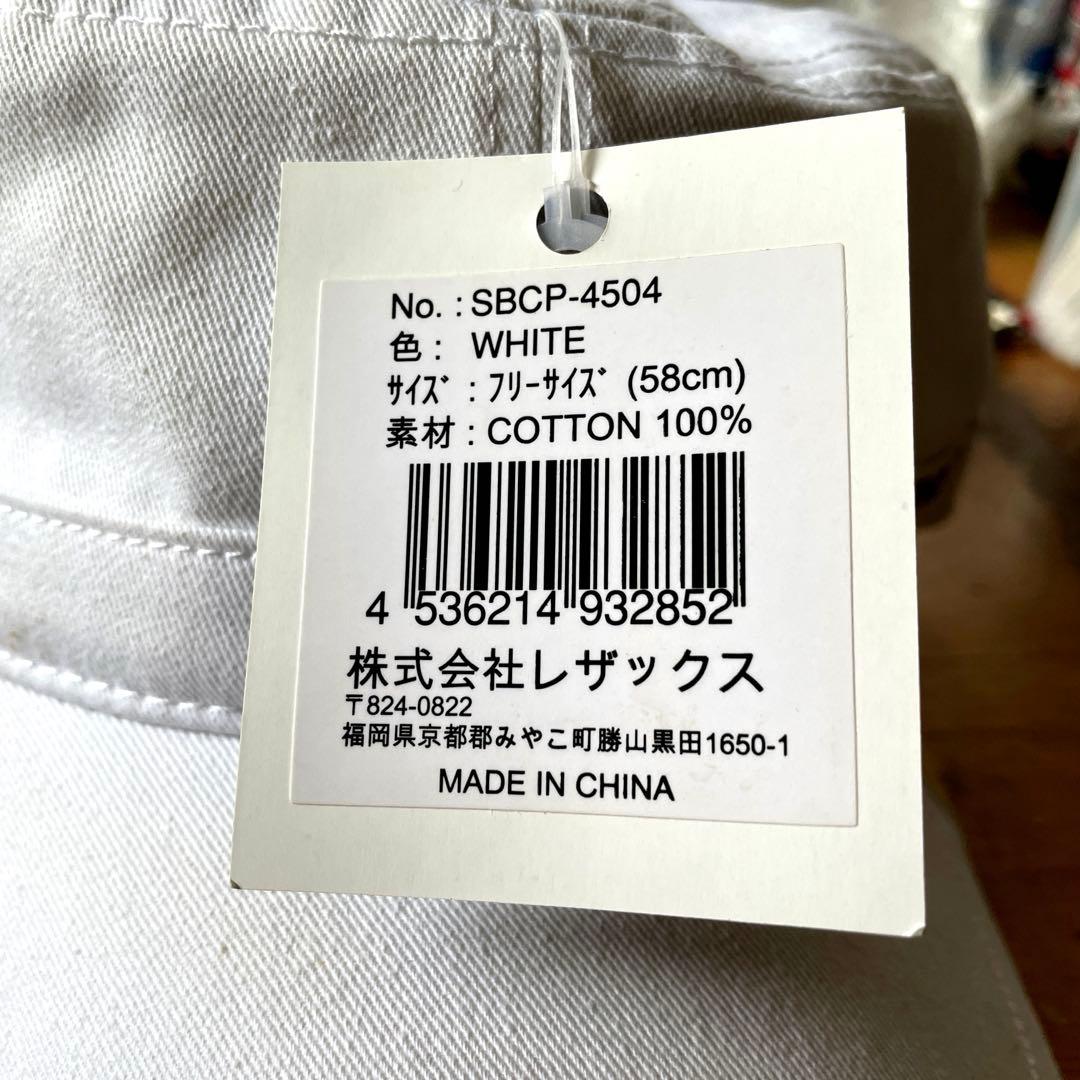 No. : SBCP-4504
色 : WHITE
ｻｲｽﾞ : ﾌﾘｰｻｲｽﾞ (58cm)
素材 : COTTON 100%
4 536214 932852
株式会社レザックス
〒824-0822
福岡県京都郡みやこ町勝山黒田1650-1
MADE IN CHINA